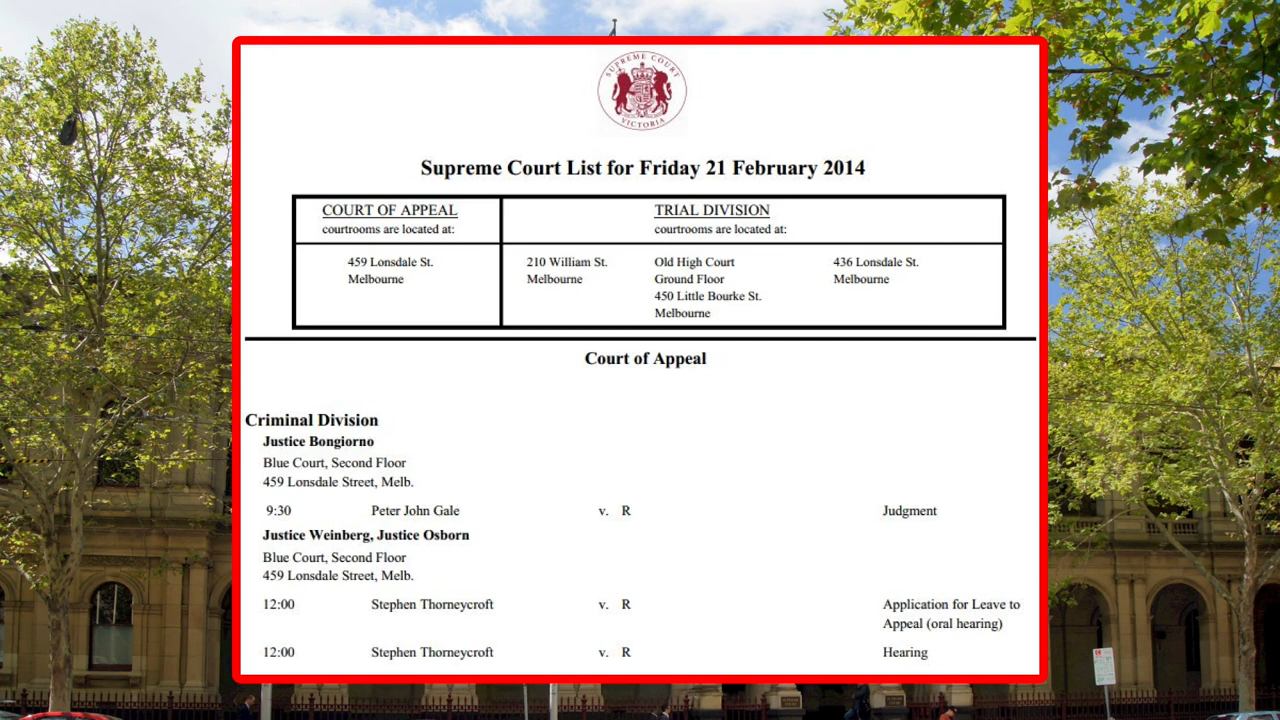 SUPREME COURT
VICTORIA
Supreme Court List for Friday 21 February 2014
COURT OF APPEAL
courtrooms are located at:
TRIAL DIVISION
courtrooms are located at:
459 Lonsdale St.
Melbourne
210 William St.
Melbourne
Old High Court
Ground Floor
450 Little Bourke St.
Melbourne
436 Lonsdale St.
Melbourne
Court of Appeal
Criminal Division
Justice Bongiorno
Blue Court, Second Floor
459 Lonsdale Street, Melb.
9:30 Peter John Gale v. R Judgment
Justice Weinberg, Justice Osborn
Blue Court, Second Floor
459 Lonsdale Street, Melb.
12:00 Stephen Thorneycroft v. R Application for Leave to
Appeal (oral hearing)
12:00 Stephen Thorneycroft v. R Hearing